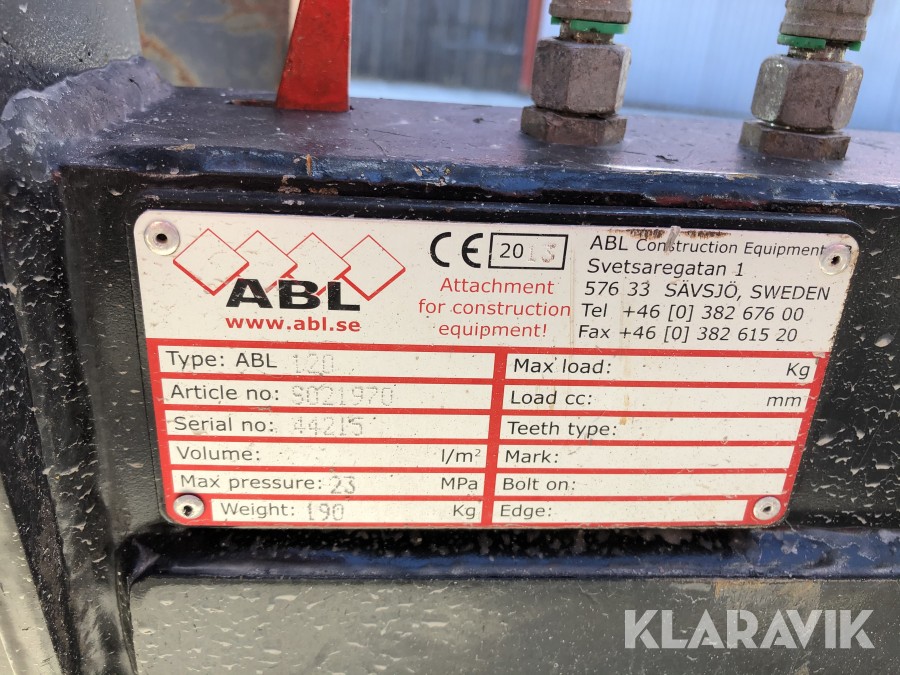 ABL
www.abl.se
CE 2013
Attachment
for construction
equipment!
ABL Construction Equipment
Svetsaregatan 1
576 33 SÄVSJÖ, SWEDEN
Tel +46 [0] 382 676 00
Fax +46 [0] 382 615 20
Type: ABL 120
Article no: 9021970
Serial no: 44215
Volume: l/m²
Max pressure: 23 MPa
Weight: 190 Kg
Max load: Kg
Load cc: mm
Teeth type:
Mark:
Bolt on:
Edge:
KLARAVIK